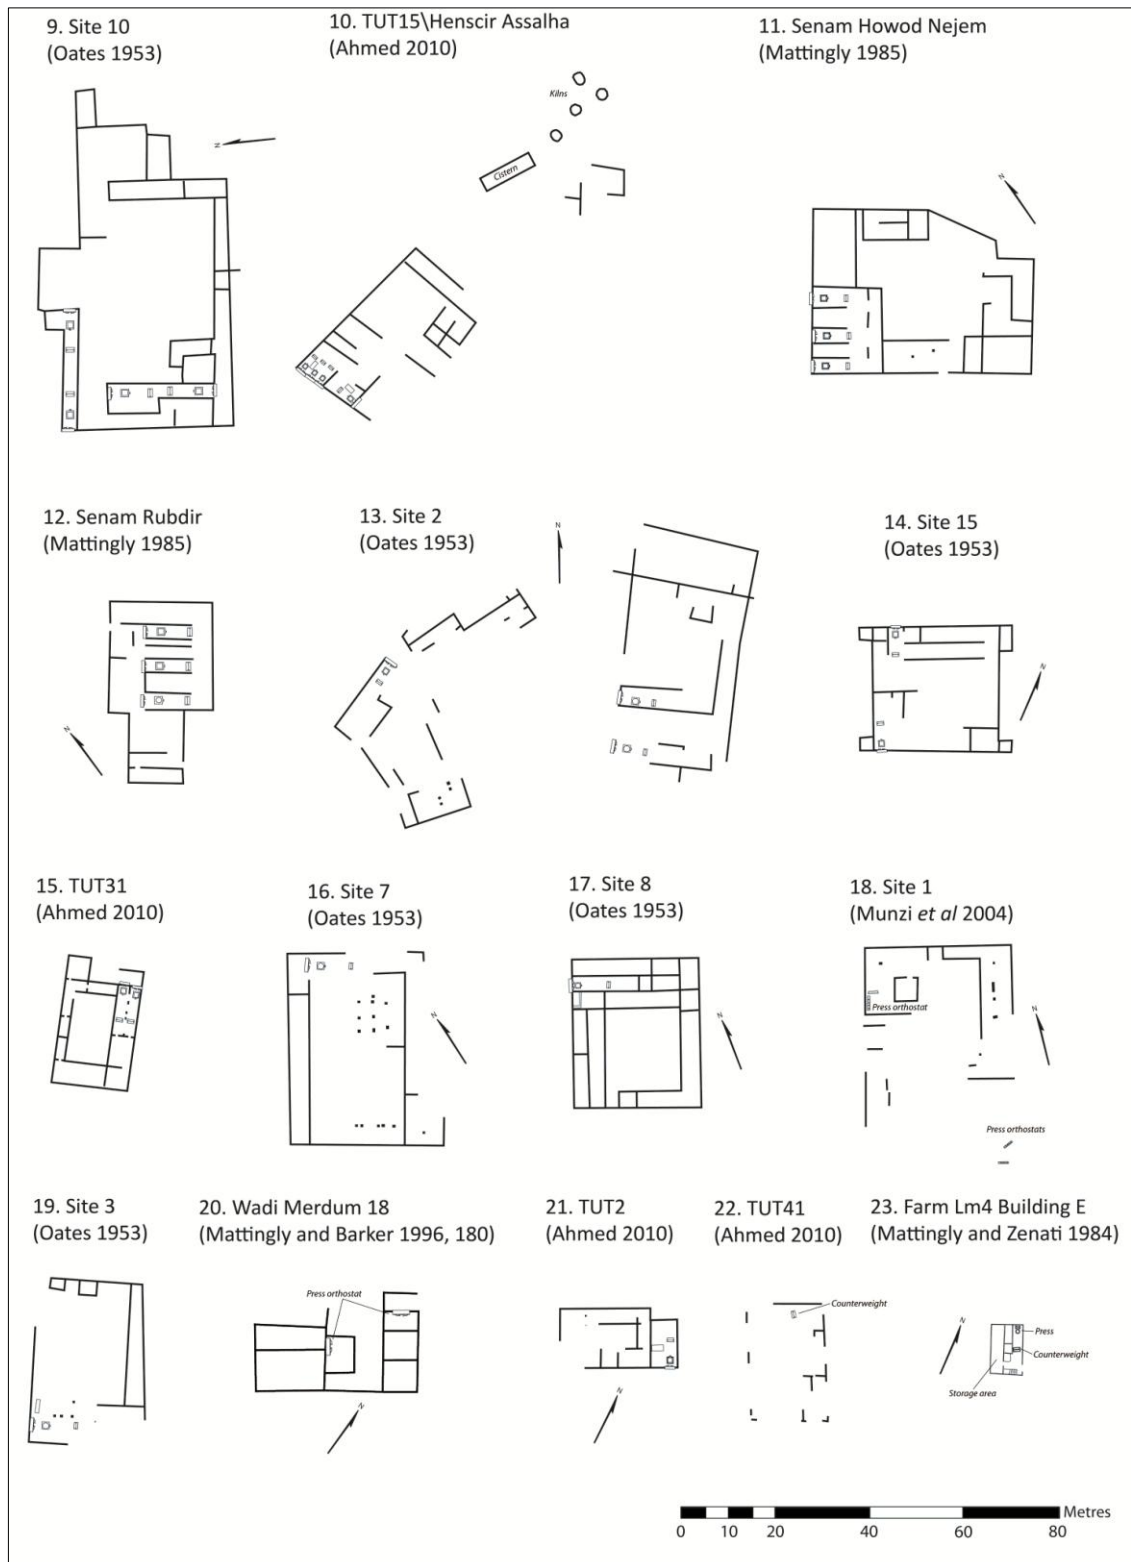 9. Site 10
(Oates 1953)
10. TUT15\Henscir Assalha
(Ahmed 2010)
11. Senam Howod Nejem
(Mattingly 1985)
Kilns
Cistern
N
N
12. Senam Rubdir
(Mattingly 1985)
13. Site 2
(Oates 1953)
14. Site 15
(Oates 1953)
N
N
N
15. TUT31
(Ahmed 2010)
16. Site 7
(Oates 1953)
17. Site 8
(Oates 1953)
18. Site 1
(Munzi et al 2004)
Press orthostat
N
N
N
Press orthostats
19. Site 3
(Oates 1953)
20. Wadi Merdum 18
(Mattingly and Barker 1996, 180)
21. TUT2
(Ahmed 2010)
22. TUT41
(Ahmed 2010)
23. Farm Lm4 Building E
(Mattingly and Zenati 1984)
Press orthostat
N
N
Counterweight
N
Press
Counterweight
Storage area
Metres
0 10 20 40 60 80